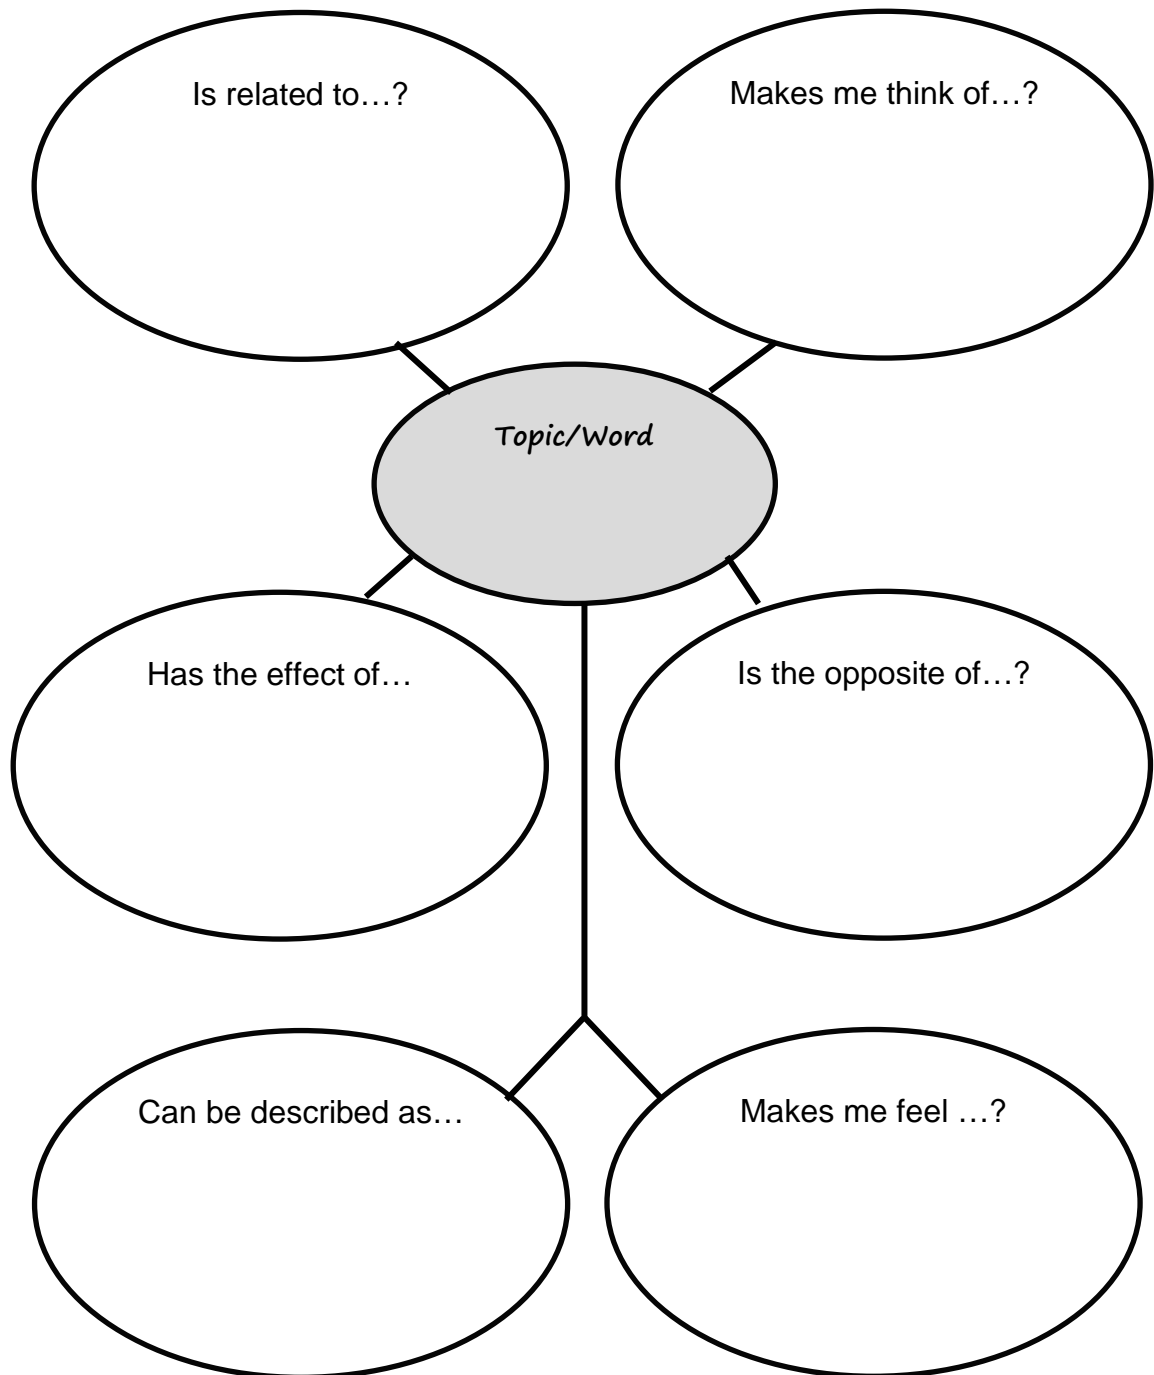 Is related to…?
Makes me think of…?
Topic/Word
Has the effect of…
Is the opposite of…?
Can be described as…
Makes me feel …?